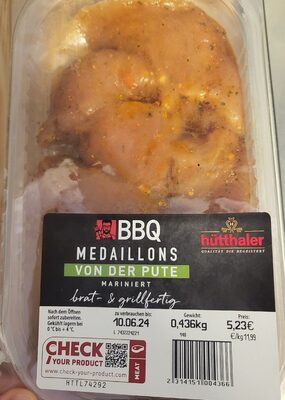 BBQ
MEDAILLONS
VON DER PUTE
MARINIERT
brat- & grillfertig
hütthaler
QUALITÄT DIE BEGEISTERT
Nach dem Öffnen
sofort zubereiten.
Gekühlt lagern bei
0 °C bis + 4 °C
zu verbrauchen bis:
10.06.24
Gewicht:
0,436kg
Preis:
5,23€
€/kg 11,99
CHECK
YOUR PRODUCT
www.check-your-product.com
HTTL74292
MEAT
2314151004366